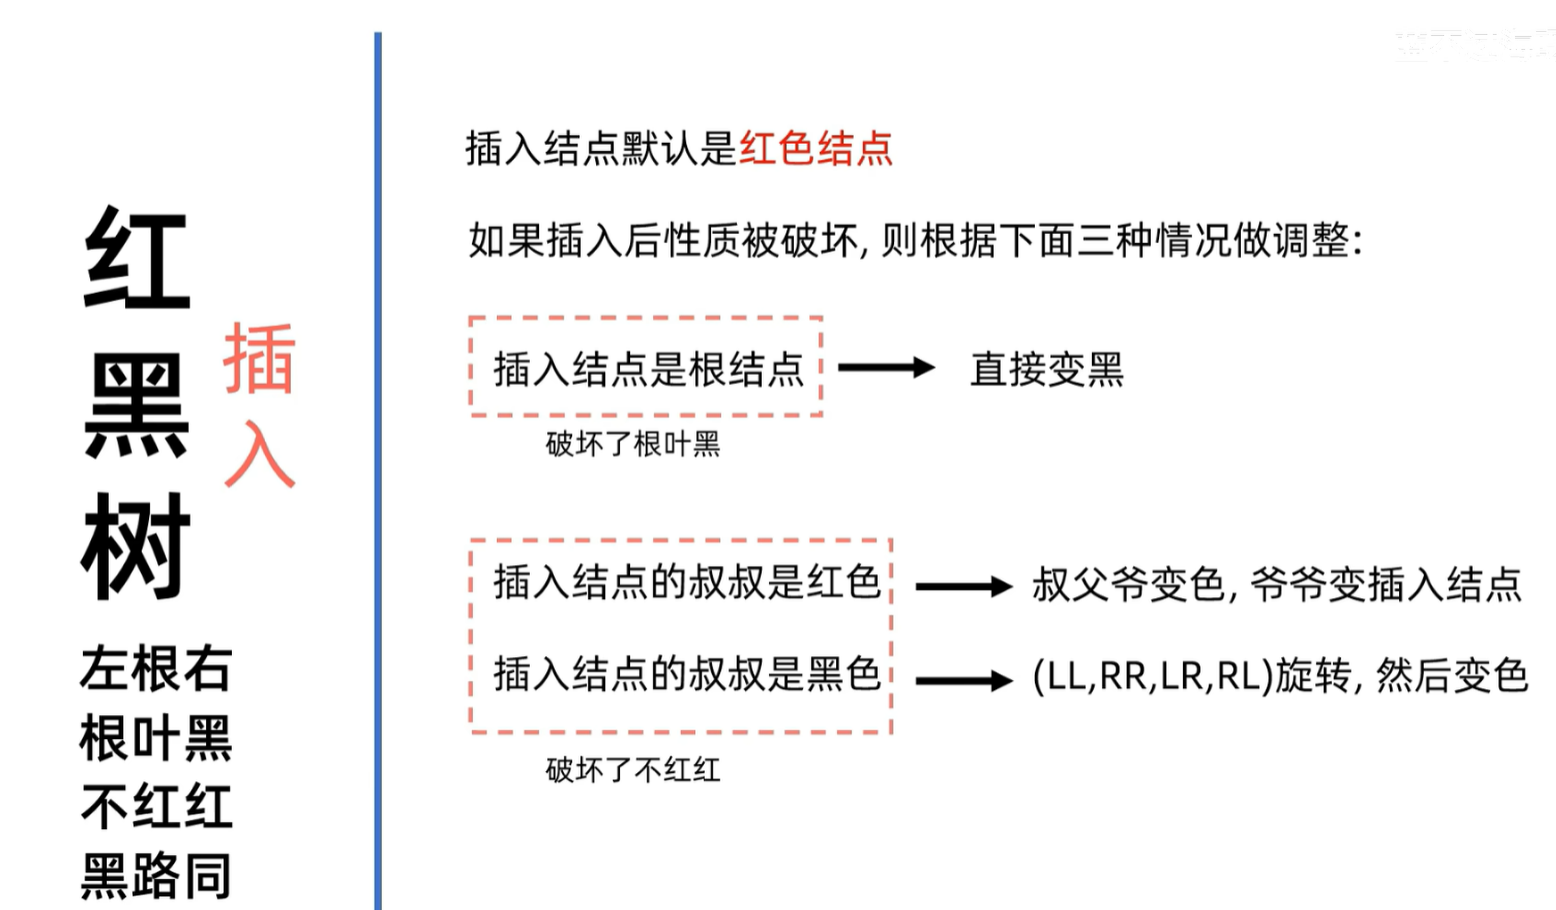 红黑树
插入
左根右
根叶黑
不红红
黑路同
插入结点默认是红色结点
如果插入后性质被破坏, 则根据下面三种情况做调整:
插入结点是根结点 直接变黑
破坏了根叶黑
插入结点的叔叔是红色 叔父爷变色, 爷爷变插入结点
插入结点的叔叔是黑色 (LL,RR,LR,RL)旋转, 然后变色
破坏了不红红